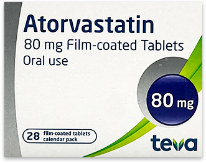 Atorvastatin
80 mg Film-coated Tablets
Oral use
80 mg
28 film-coated tablets
calendar pack
teva